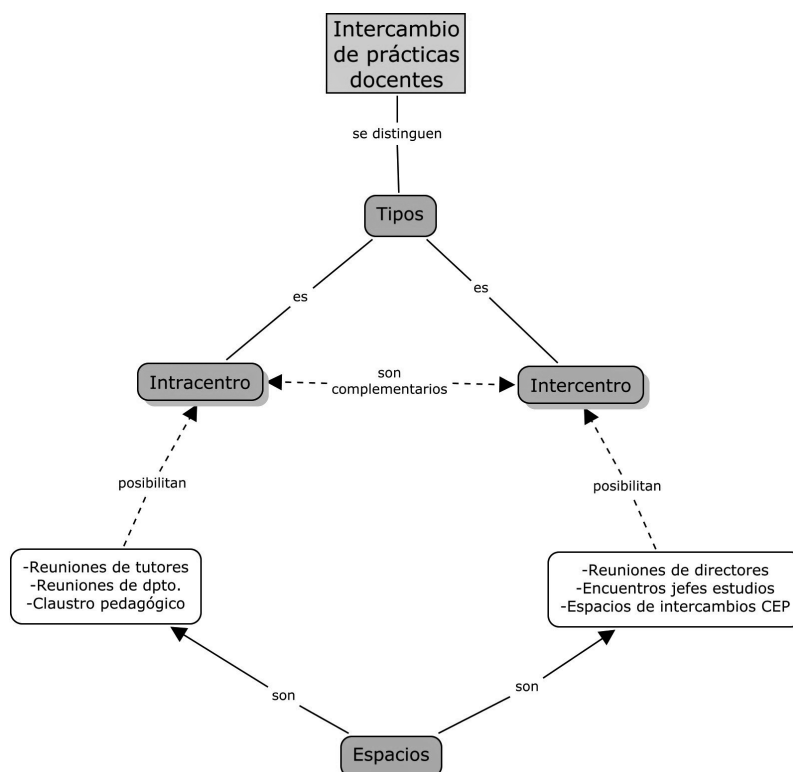 Intercambio
de prácticas
docentes
se distinguen
Tipos
es
es
Intracentro
son
complementarios
Intercentro
posibilitan
posibilitan
-Reuniones de tutores
-Reuniones de dpto.
-Claustro pedagógico
-Reuniones de directores
-Encuentros jefes estudios
-Espacios de intercambios CEP
son
son
Espacios